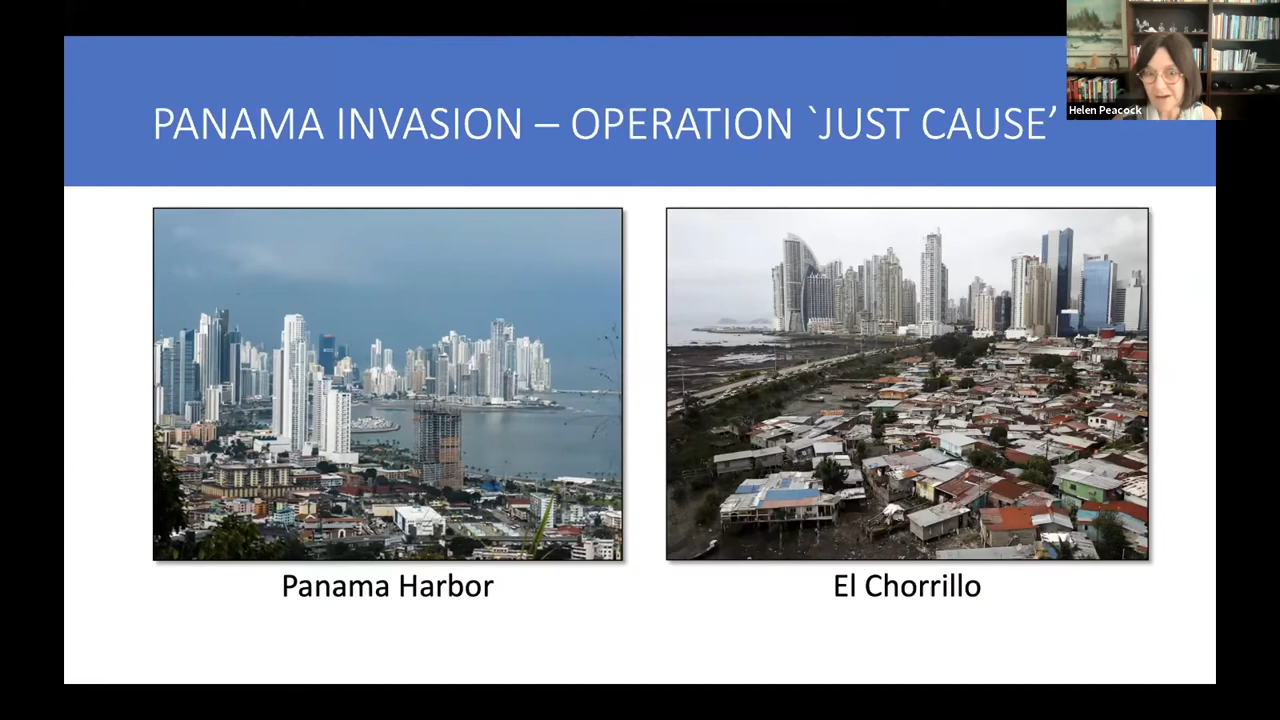 PANAMA INVASION – OPERATION `JUST CAUSE’
Helen Peacock
Panama Harbor
El Chorrillo